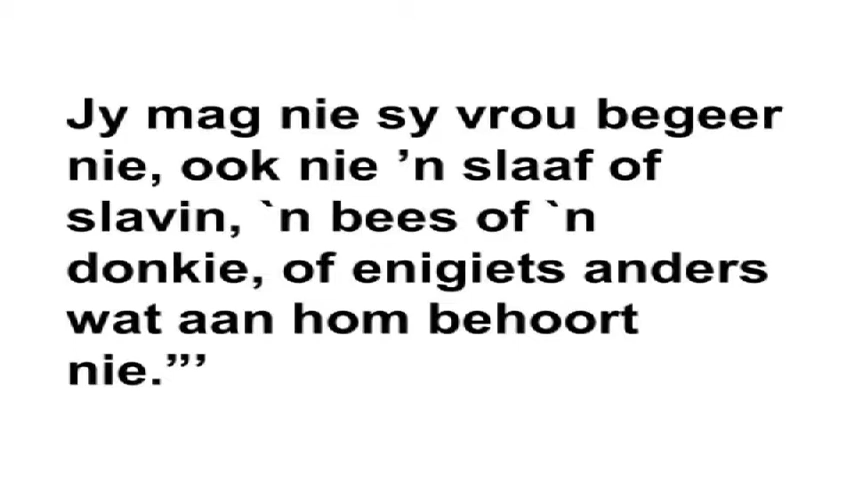 Jy mag nie sy vrou begeer
nie, ook nie ’n slaaf of
slavin, `n bees of `n
donkie, of enigiets anders
wat aan hom behoort
nie.”’